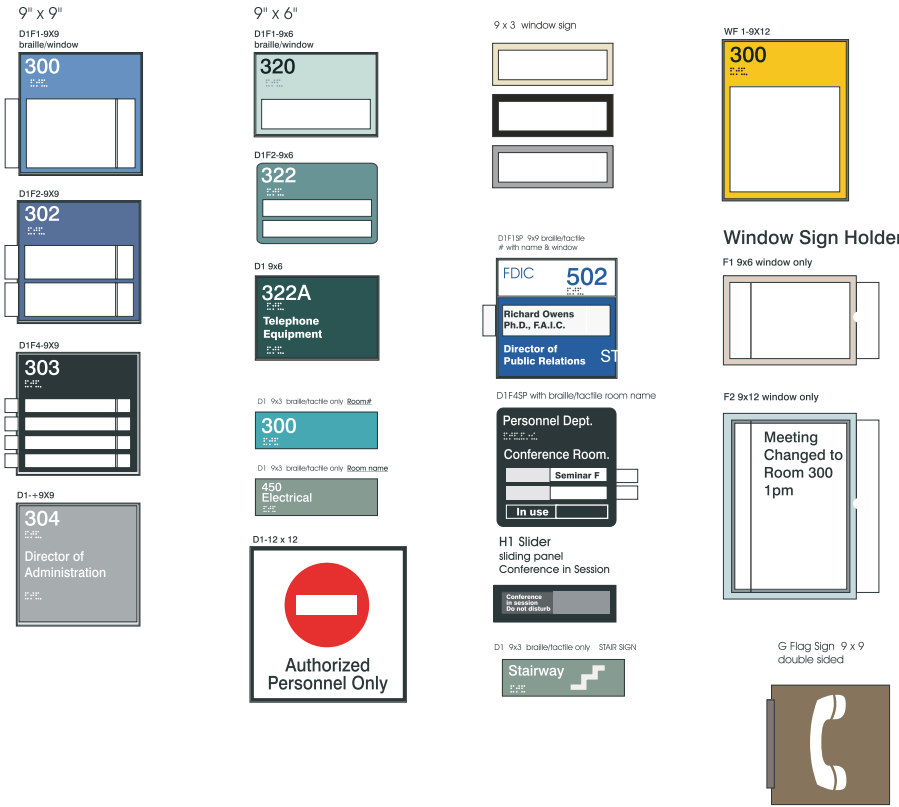 9" x 9"
D1F1-9X9
braille/window
300
D1F2-9X9
302
D1F4-9X9
303
D1-+9X9
304
Director of
Administration
9" x 6"
D1F1-9x6
braille/window
320
D1F2-9x6
322
D1 9x6
322A
Telephone
Equipment
D1 9x3 braille/tactile only Room#
300
D1 9x3 braille/tactile only Room name
450
Electrical
D1-12 x 12
Authorized
Personnel Only
9 x 3 window sign
D1F1SP 9x9 braille/tactile
# with name & window
FDIC 502
Richard Owens
Ph.D., F.A.I.C.
Director of
Public Relations
ST
D1F4SP with braille/tactile room name
Personnel Dept.
Conference Room.
Seminar F
In use
H1 Slider
sliding panel
Conference in Session
Conference
in session
Do not disturb
D1 9x3 braille/tactile only STAIR SIGN
Stairway
WF 1-9X12
300
Window Sign Holde
F1 9x6 window only
F2 9x12 window only
Meeting
Changed to
Room 300
1pm
G Flag Sign 9 x 9
double sided